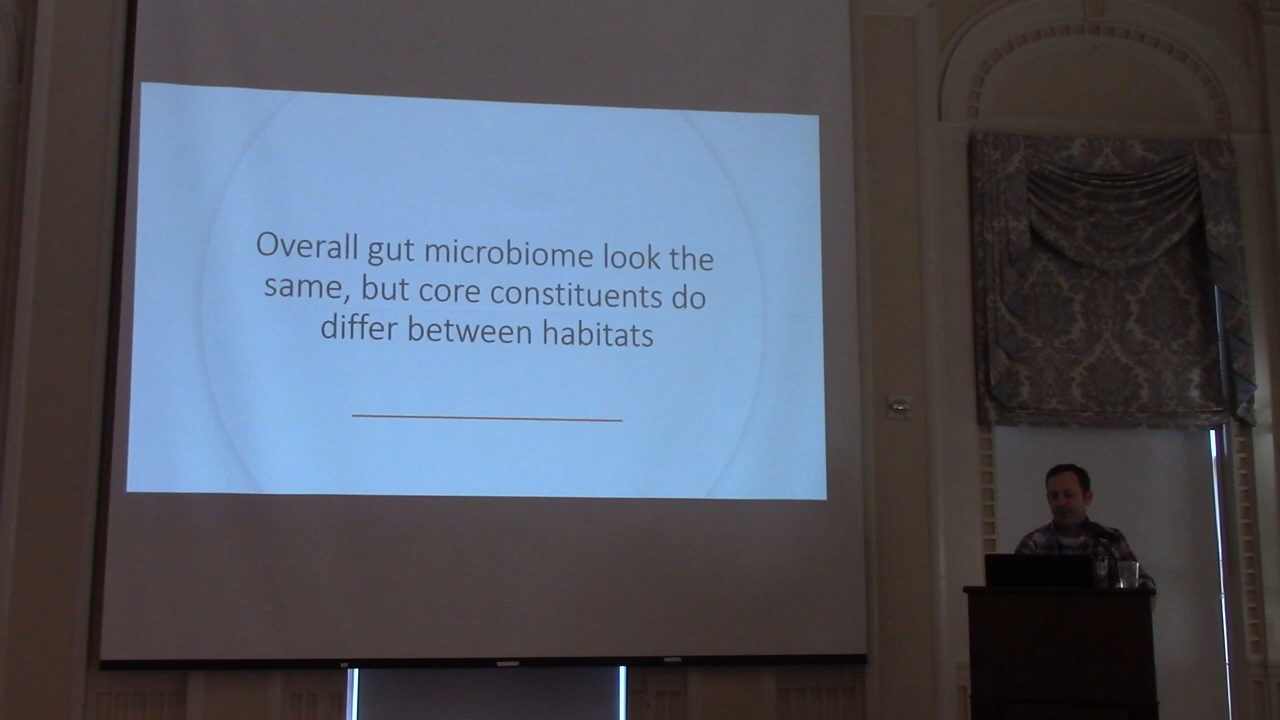 Overall gut microbiome look the
same, but core constituents do
differ between habitats